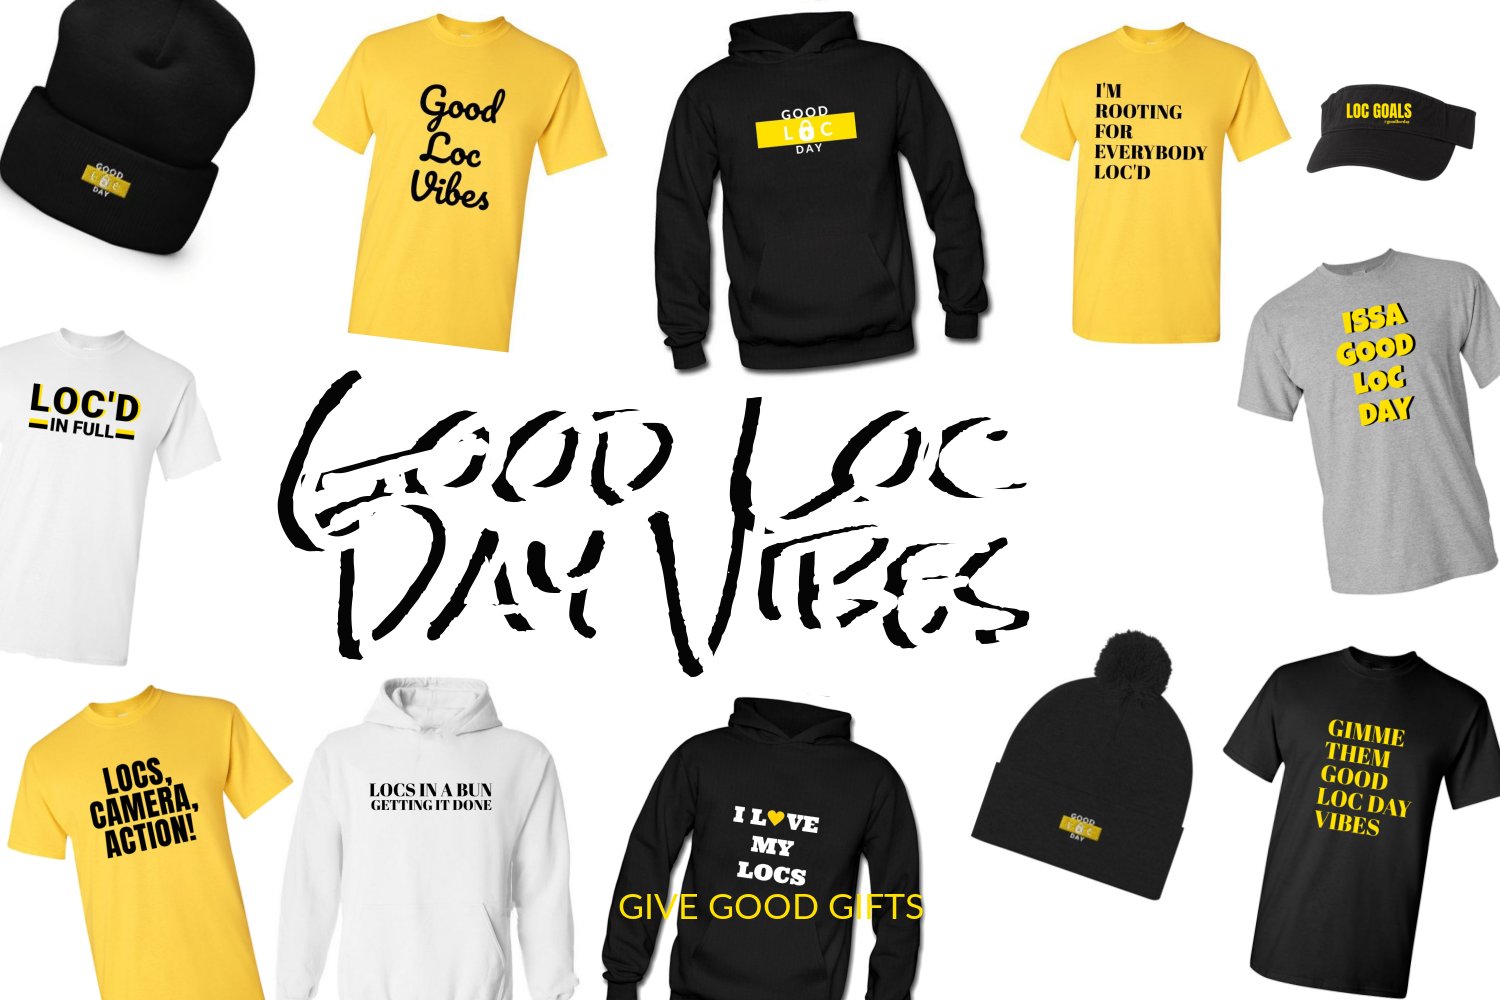 GOOD
LOC
DAY
Good
Loc
Vibes
GOOD
LOC
DAY
I'M
ROOTING
FOR
EVERYBODY
LOC'D
LOC GOALS
#goodlocday
ISSA
GOOD
LOC
DAY
LOC'D
IN FULL
GOOD LOC
DAY VIBES
LOCS,
CAMERA,
ACTION!
LOCS IN A BUN
GETTING IT DONE
I LOVE
MY
LOCS
GIVE GOOD GIFTS
GOOD
LOC
DAY
GIMME
THEM
GOOD
LOC DAY
VIBES